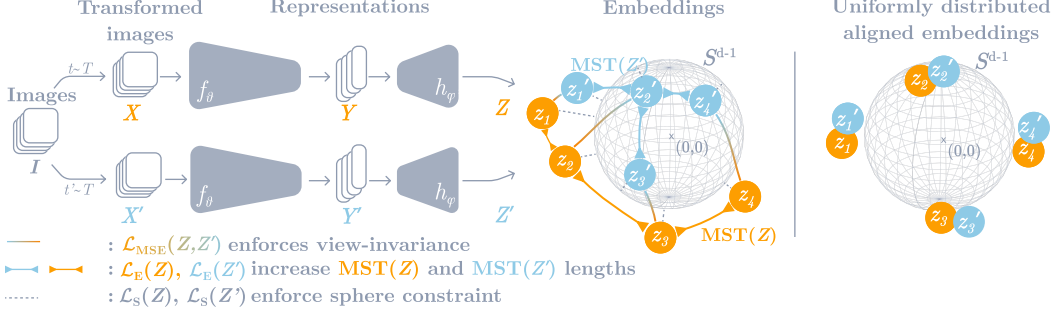 Transformed images
Representations
Embeddings
Uniformly distributed aligned embeddings
Images
I
t~T
X
f_ϑ
Y
h_φ
Z
t'~T
X'
f_ϑ
Y'
h_φ
Z'
MST(Z')
S^{d-1}
z_1'
z_2'
z_4'
z_1
z_2
z_3'
x
(0,0)
z_4
z_3
MST(Z)
S^{d-1}
z_2
z_2'
z_1'
z_1
z_4'
z_4
x
(0,0)
z_3
z_3'
: ℒ_MSE(Z,Z') enforces view-invariance
: ℒ_E(Z), ℒ_E(Z') increase MST(Z) and MST(Z') lengths
: ℒ_S(Z), ℒ_S(Z') enforce sphere constraint